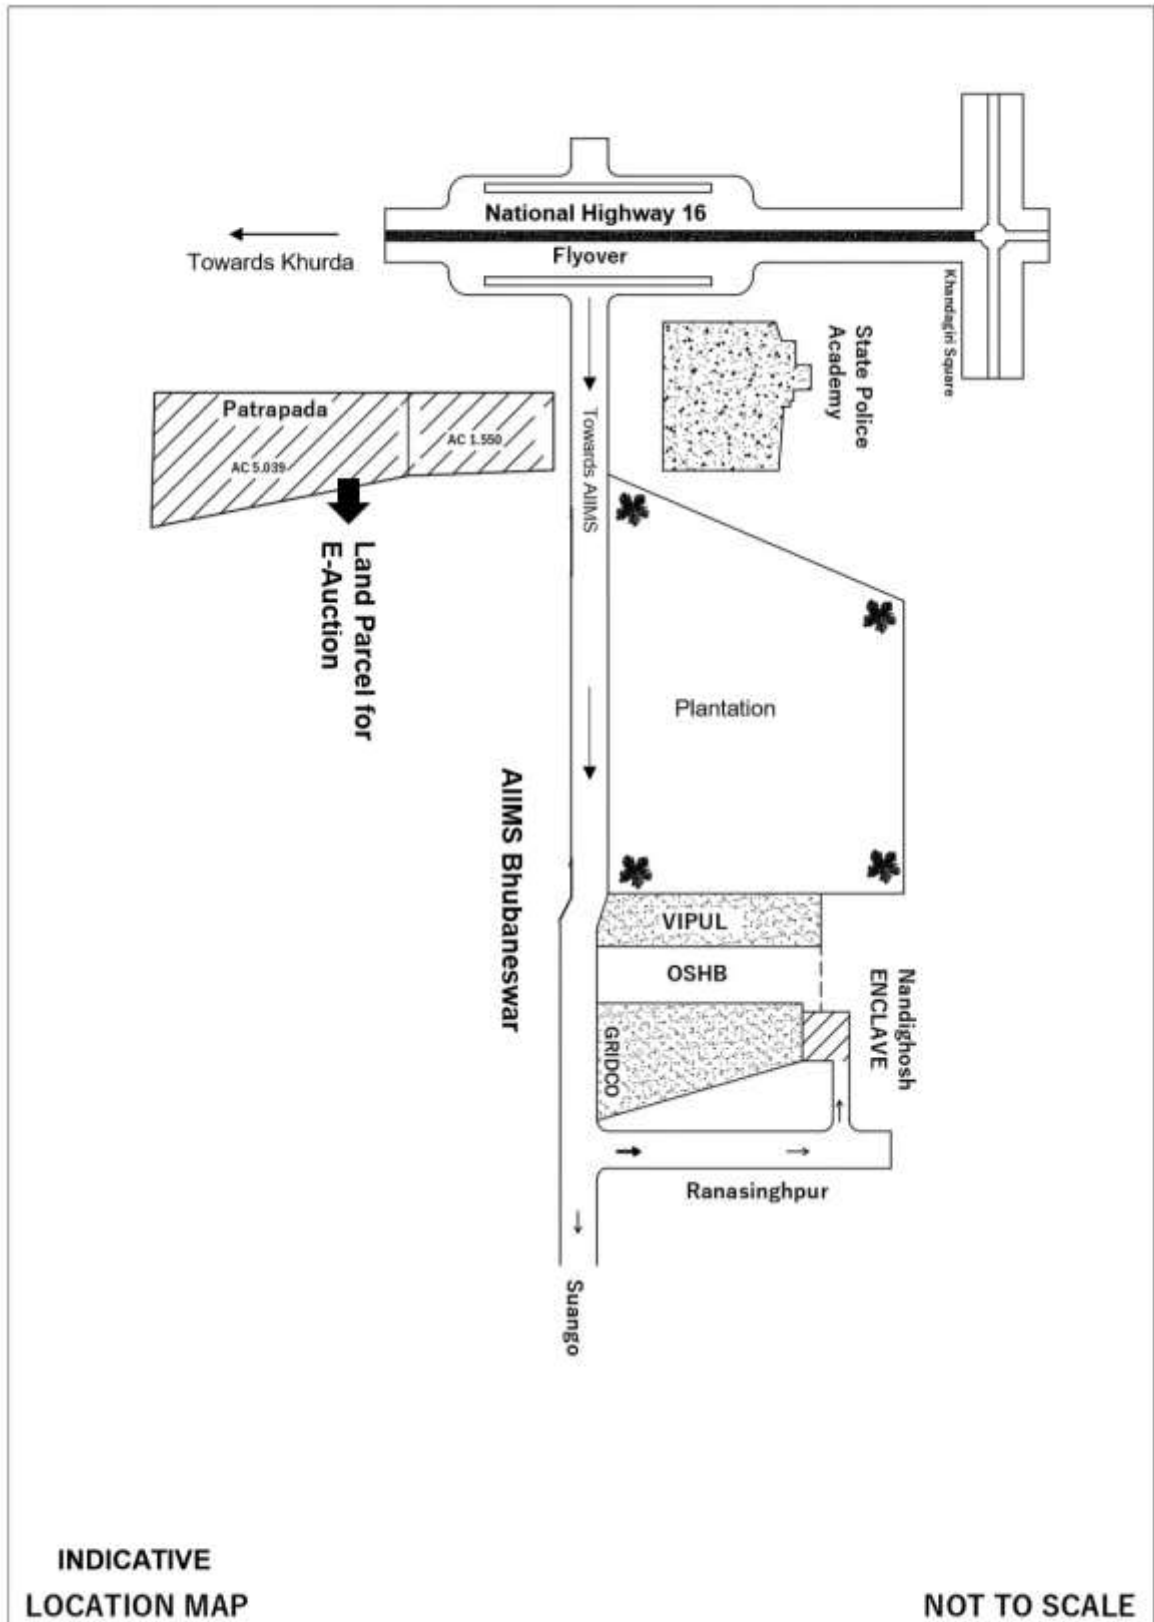 National Highway 16
Flyover
Towards Khurda
Khandagiri Square
State Police
Academy
Patrapada
AC 1.550
AC 5.039
Towards AIIMS
Land Parcel for
E-Auction
Plantation
AIIMS Bhubaneswar
VIPUL
OSHB
GRIDCO
Nandighosh
ENCLAVE
Ranasinghpur
Suango
INDICATIVE
LOCATION MAP
NOT TO SCALE